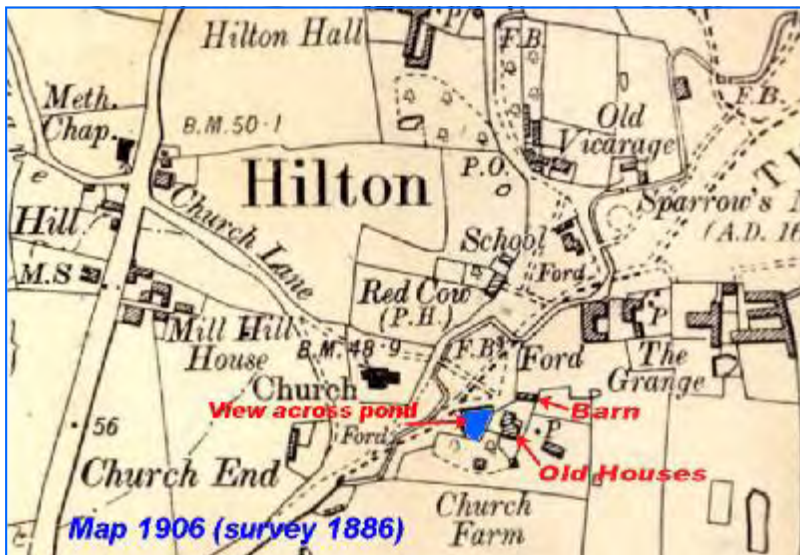 Hilton Hall
P.
F.B.
Meth.
Chap.
B.M. 50·1
Old
Vicarage
F.B.
P.O.
Hilton
Sparrow's
(A.D. 16
Hill
Church Lane
School
Ford
M.S
Red Cow
(P.H.)
Mill Hill
House
B.M. 48·9
(F.B.)
Ford
P
The
Grange
Church
View across pond
Barn
Ford
P
56
Old Houses
Church End
Church
Farm
Map 1906 (survey 1886)